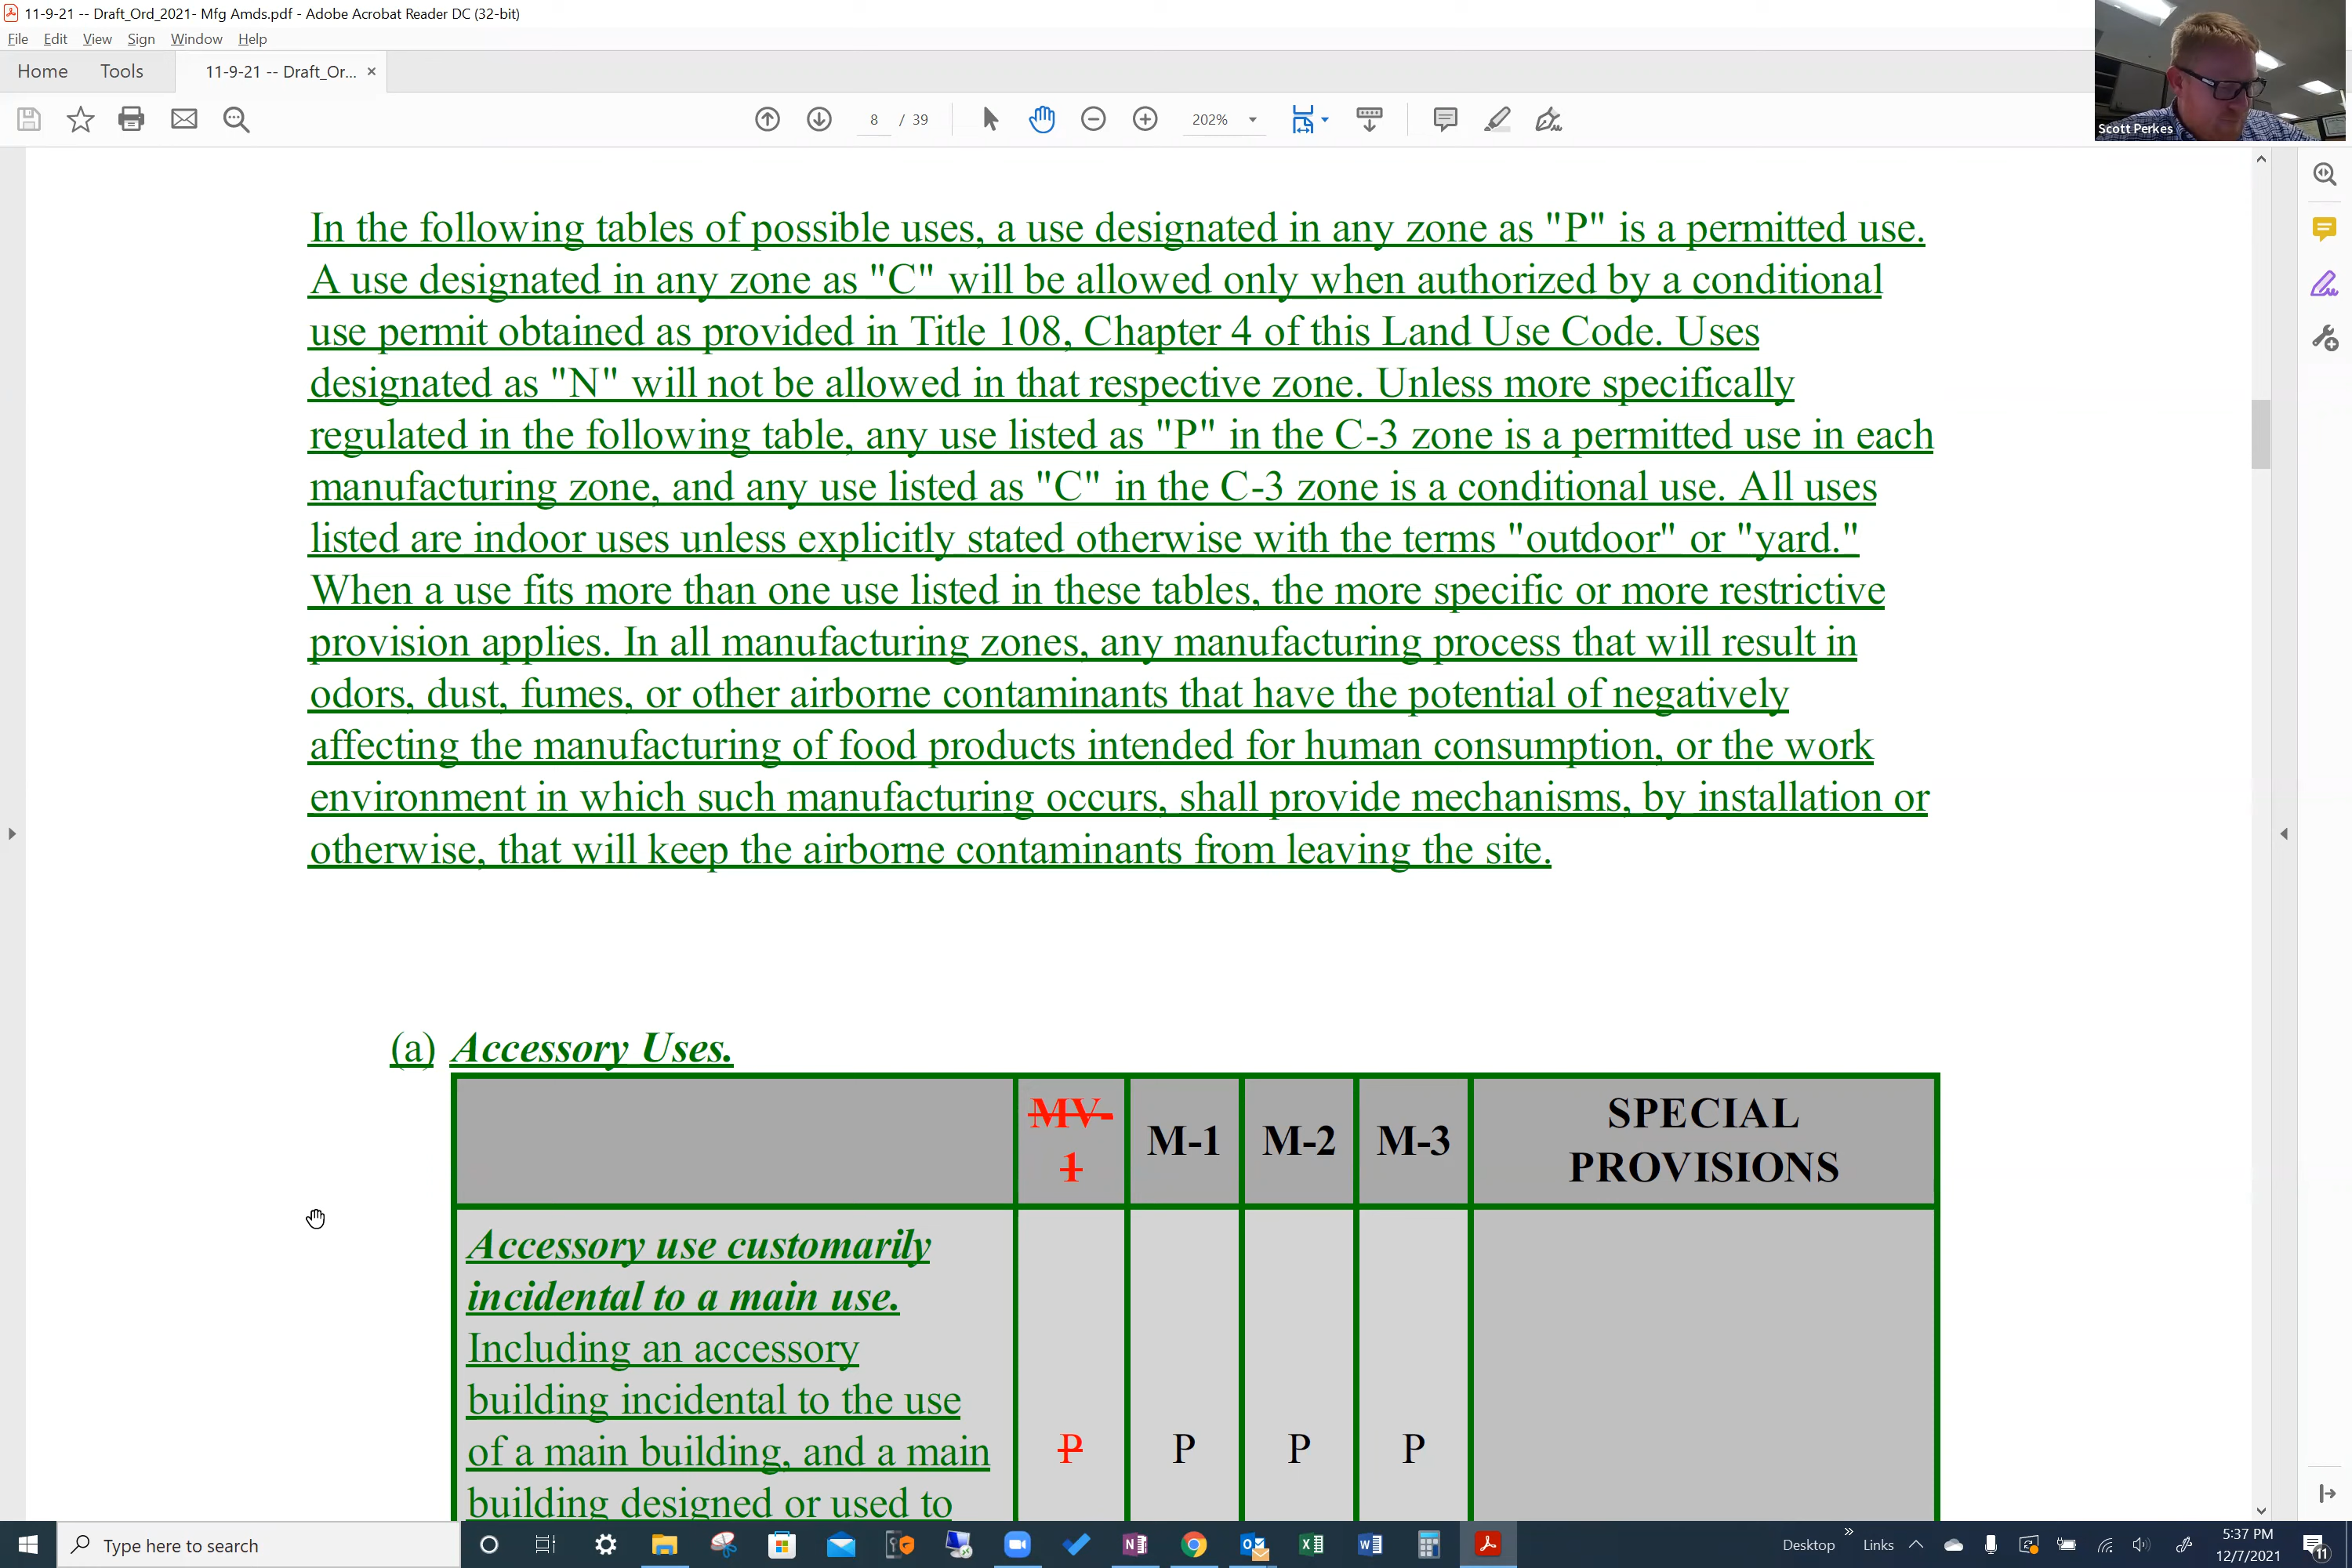 11-9-21 -- Draft_Ord_2021- Mfg Amds.pdf - Adobe Acrobat Reader DC (32-bit)
File Edit View Sign Window Help
Home Tools 11-9-21 -- Draft_Or... ×
8 / 39 202%
Scott Perkes
In the following tables of possible uses, a use designated in any zone as "P" is a permitted use.
A use designated in any zone as "C" will be allowed only when authorized by a conditional
use permit obtained as provided in Title 108, Chapter 4 of this Land Use Code. Uses
designated as "N" will not be allowed in that respective zone. Unless more specifically
regulated in the following table, any use listed as "P" in the C-3 zone is a permitted use in each
manufacturing zone, and any use listed as "C" in the C-3 zone is a conditional use. All uses
listed are indoor uses unless explicitly stated otherwise with the terms "outdoor" or "yard."
When a use fits more than one use listed in these tables, the more specific or more restrictive
provision applies. In all manufacturing zones, any manufacturing process that will result in
odors, dust, fumes, or other airborne contaminants that have the potential of negatively
affecting the manufacturing of food products intended for human consumption, or the work
environment in which such manufacturing occurs, shall provide mechanisms, by installation or
otherwise, that will keep the airborne contaminants from leaving the site.
(a) Accessory Uses.
MV-
1
M-1 M-2 M-3
SPECIAL
PROVISIONS
Accessory use customarily
incidental to a main use.
Including an accessory
building incidental to the use
of a main building, and a main
building designed or used to
P P P P
Type here to search
Desktop » Links
5:37 PM
12/7/2021
11